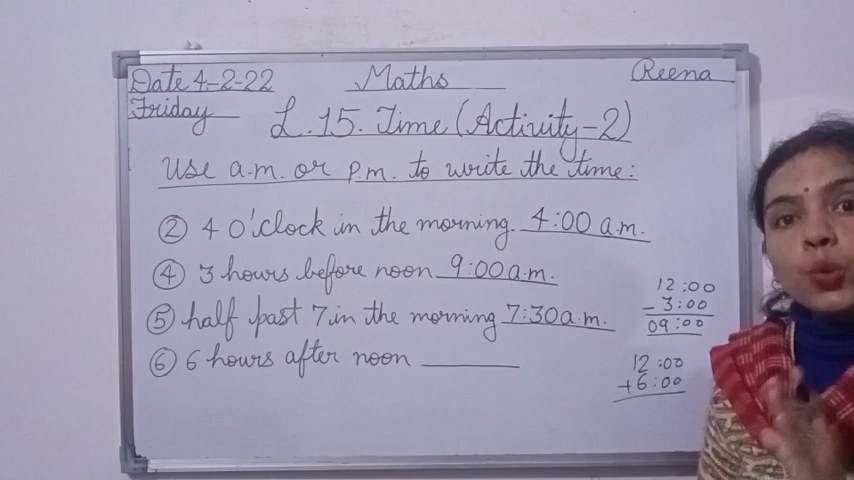 Date 4-2-22 Maths Reena
Friday
L.15. Time (Activity-2)
Use a.m. or p.m. to write the time:
② 4 O'clock in the morning. 4:00 a.m.
④ 3 hours before noon 9:00 a.m.
⑤ half past 7 in the morning 7:30 a.m.
⑥ 6 hours after noon ________
12:00
- 3:00
09:00
12:00
+6:00